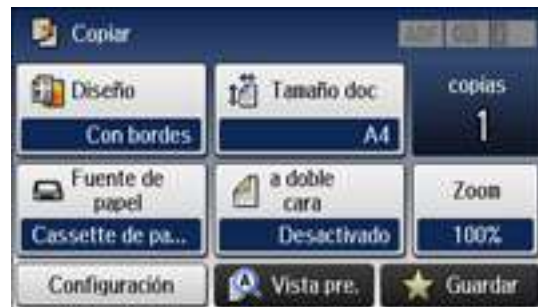 Copiar
Diseño
Con bordes
Tamaño doc
A4
copias
1
Fuente de
papel
Cassette de pa...
a doble
cara
Desactivado
Zoom
100%
Configuración
Vista pre.
Guardar